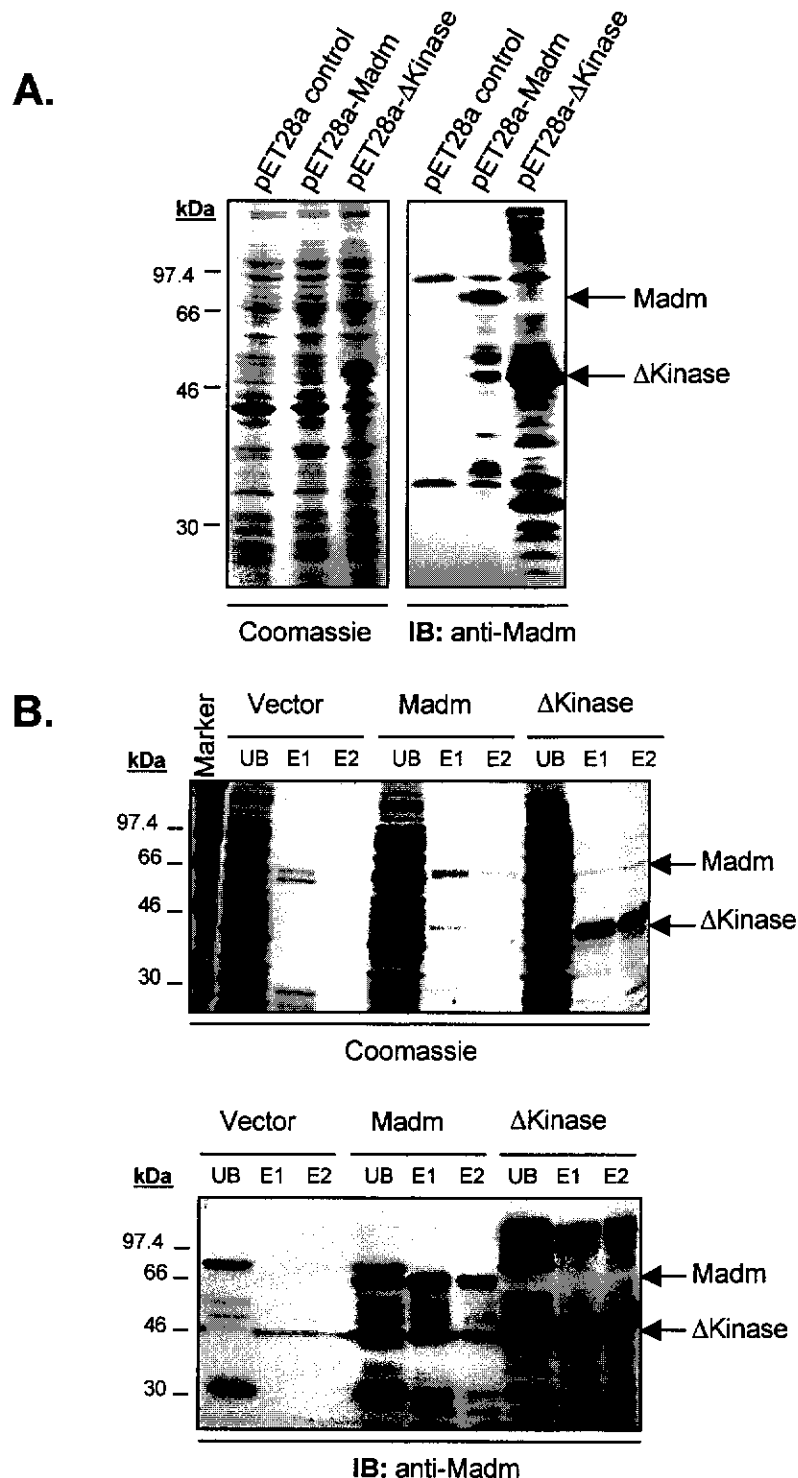 A.
pET28a control
pET28a-Madm
pET28a-ΔKinase
pET28a control
pET28a-Madm
pET28a-ΔKinase
kDa
97.4
66
46
30
Madm
ΔKinase
Coomassie
IB: anti-Madm
B.
Marker
Vector
Madm
ΔKinase
kDa
UB E1 E2 UB E1 E2 UB E1 E2
97.4
66
46
30
Madm
ΔKinase
Coomassie
Vector
Madm
ΔKinase
kDa
UB E1 E2 UB E1 E2 UB E1 E2
97.4
66
46
30
Madm
ΔKinase
IB: anti-Madm